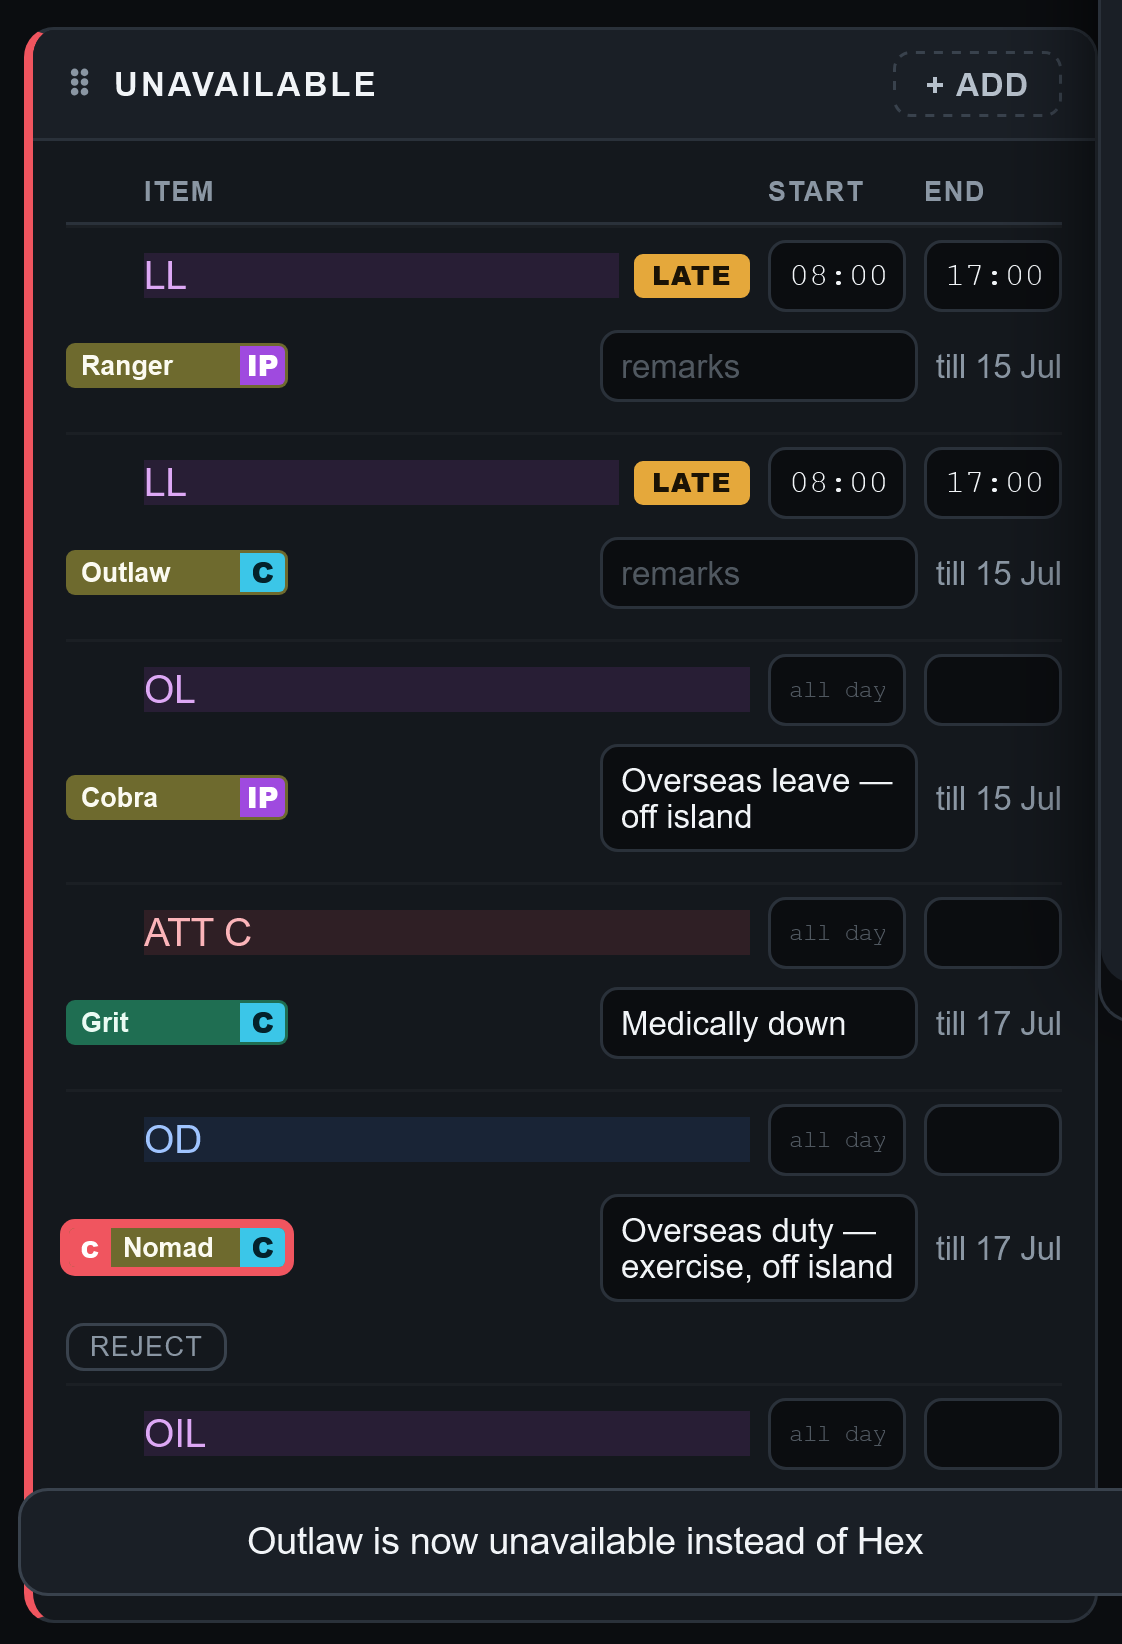 UNAVAILABLE
+ ADD
ITEM START END
LL LATE 08:00 17:00
Ranger IP remarks till 15 Jul
LL LATE 08:00 17:00
Outlaw C remarks till 15 Jul
OL all day
Cobra IP Overseas leave — till 15 Jul
off island
ATT C all day
Grit C Medically down till 17 Jul
OD all day
c Nomad C Overseas duty — till 17 Jul
exercise, off island
REJECT
OIL all day
Outlaw is now unavailable instead of Hex